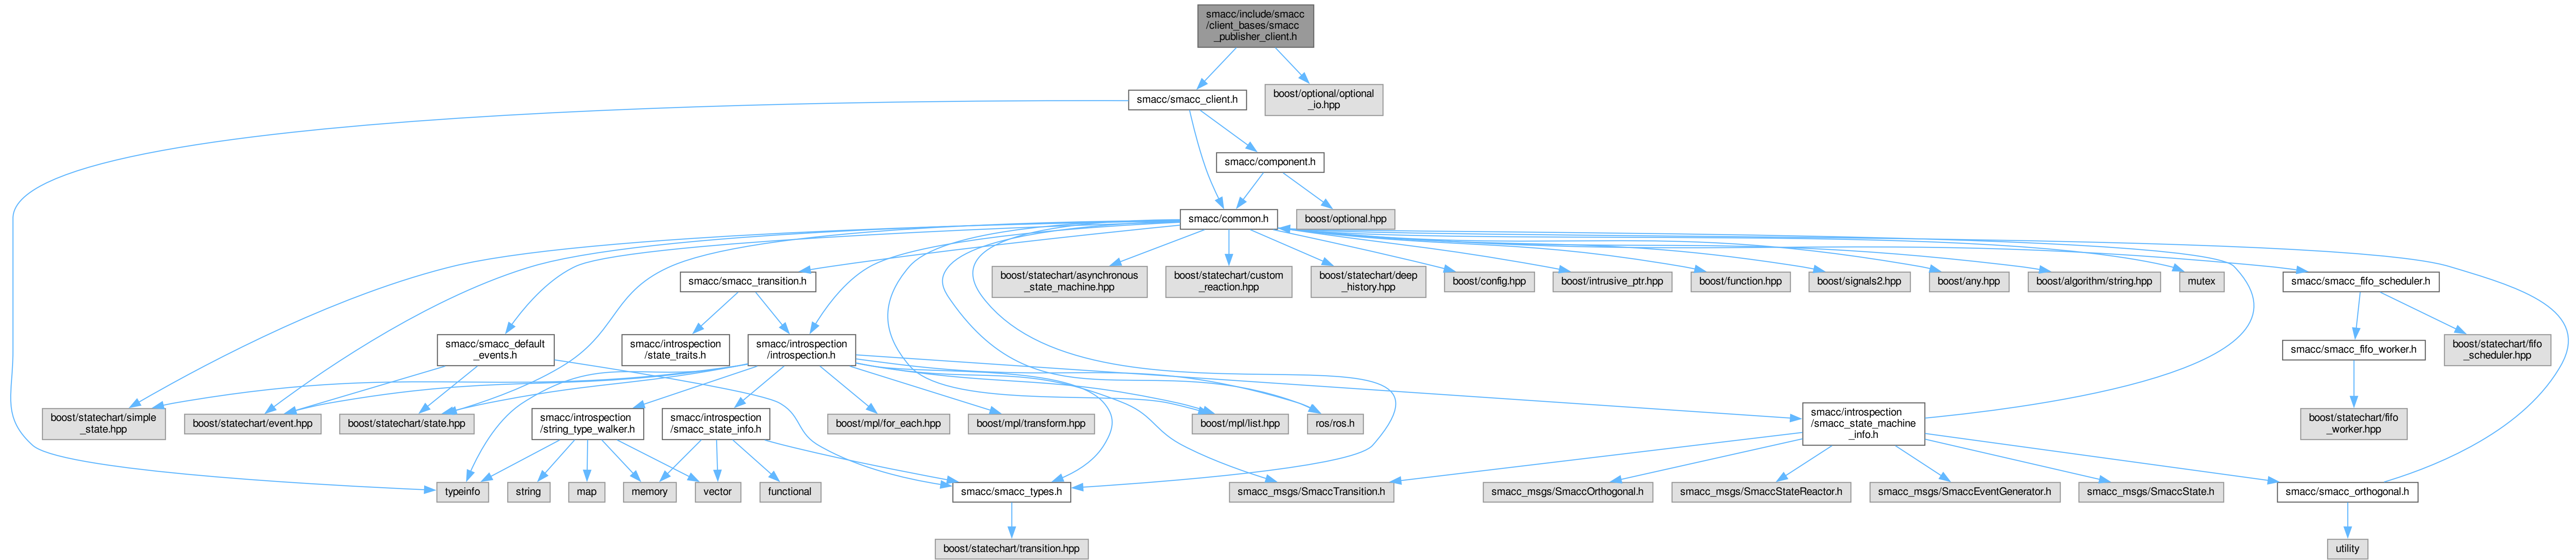 smacc/include/smacc
/client_bases/smacc
_publisher_client.h
smacc/smacc_client.h
boost/optional/optional
_io.hpp
smacc/component.h
smacc/common.h
boost/optional.hpp
smacc/smacc_transition.h
boost/statechart/asynchronous
_state_machine.hpp
boost/statechart/custom
_reaction.hpp
boost/statechart/deep
_history.hpp
boost/config.hpp
boost/intrusive_ptr.hpp
boost/function.hpp
boost/signals2.hpp
boost/any.hpp
boost/algorithm/string.hpp
mutex
smacc/smacc_fifo_scheduler.h
smacc/smacc_default
_events.h
smacc/introspection
/state_traits.h
smacc/introspection
/introspection.h
smacc/smacc_fifo_worker.h
boost/statechart/fifo
_scheduler.hpp
boost/statechart/simple
_state.hpp
boost/statechart/event.hpp
boost/statechart/state.hpp
smacc/introspection
/string_type_walker.h
smacc/introspection
/smacc_state_info.h
boost/mpl/for_each.hpp
boost/mpl/transform.hpp
boost/mpl/list.hpp
ros/ros.h
smacc/introspection
/smacc_state_machine
_info.h
boost/statechart/fifo
_worker.hpp
typeinfo
string
map
memory
vector
functional
smacc/smacc_types.h
smacc_msgs/SmaccTransition.h
smacc_msgs/SmaccOrthogonal.h
smacc_msgs/SmaccStateReactor.h
smacc_msgs/SmaccEventGenerator.h
smacc_msgs/SmaccState.h
smacc/smacc_orthogonal.h
boost/statechart/transition.hpp
utility